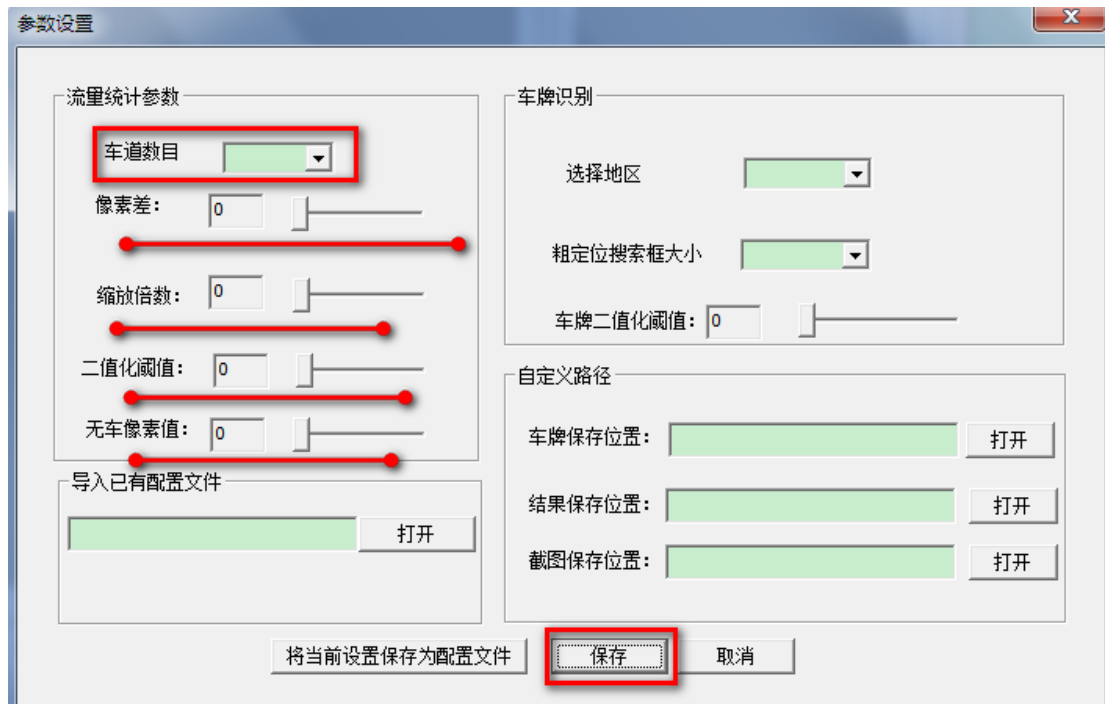 参数设置
X
流里统计参数
车道数目
像素差：
0
缩放倍数：
0
二值化阈值：
0
无车像素值：
0
导入已有配置文件
打开
车牌识别
选择地区
粗定位搜索框大小
车牌二值化阈值：
0
自定义路径
车牌保存位置：
打开
结果保存位置：
打开
截图保存位置：
打开
将当前设置保存为配置文件
保存
取消